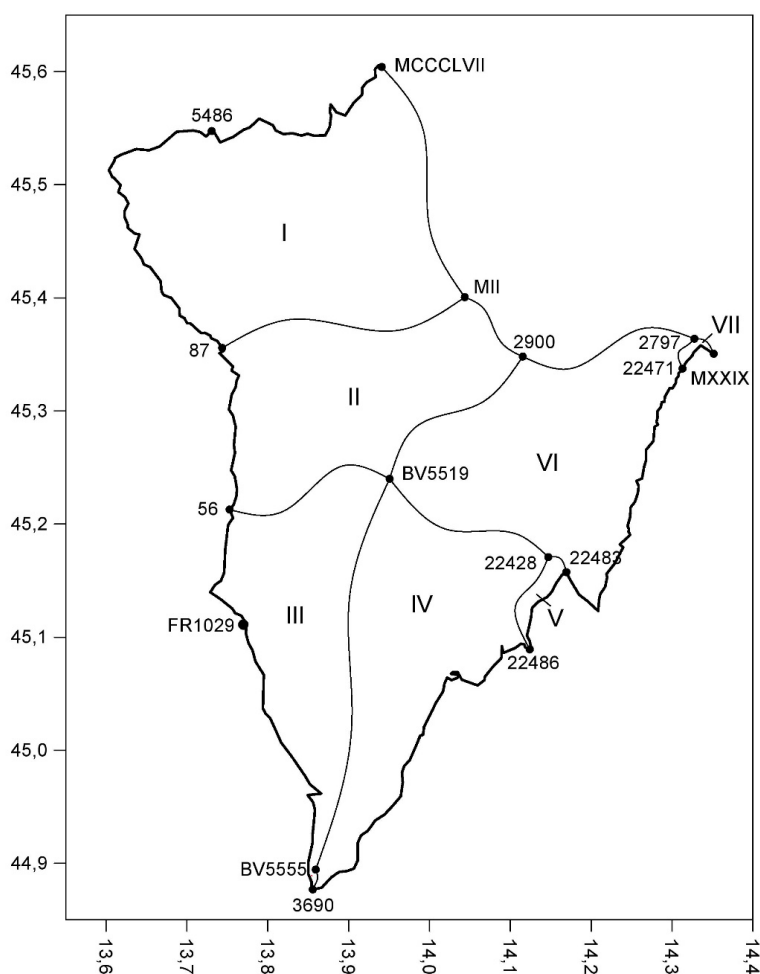 45,6
MCCCLVII
5486
45,5
I
45,4
MII
87
2900
2797
VII
22471
MXXIX
45,3
II
VI
BV5519
56
45,2
22428
22483
IV
III
V
45,1
FR1029
22486
45,0
44,9
BV5555
3690
13,6
13,7
13,8
13,9
14,0
14,1
14,2
14,3
14,4